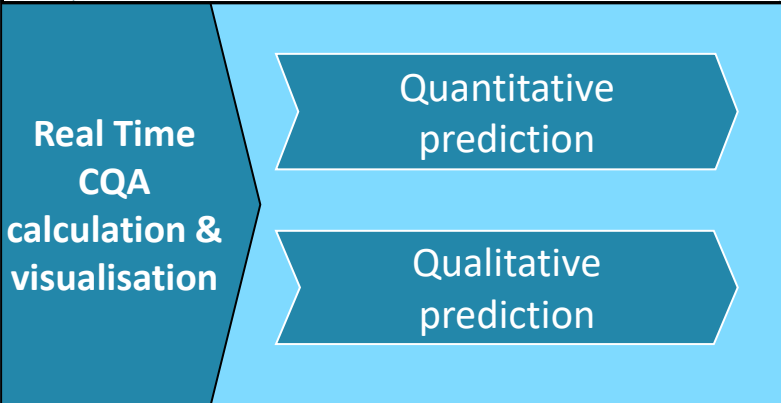 Real Time
CQA
calculation &
visualisation
Quantitative
prediction
Qualitative
prediction